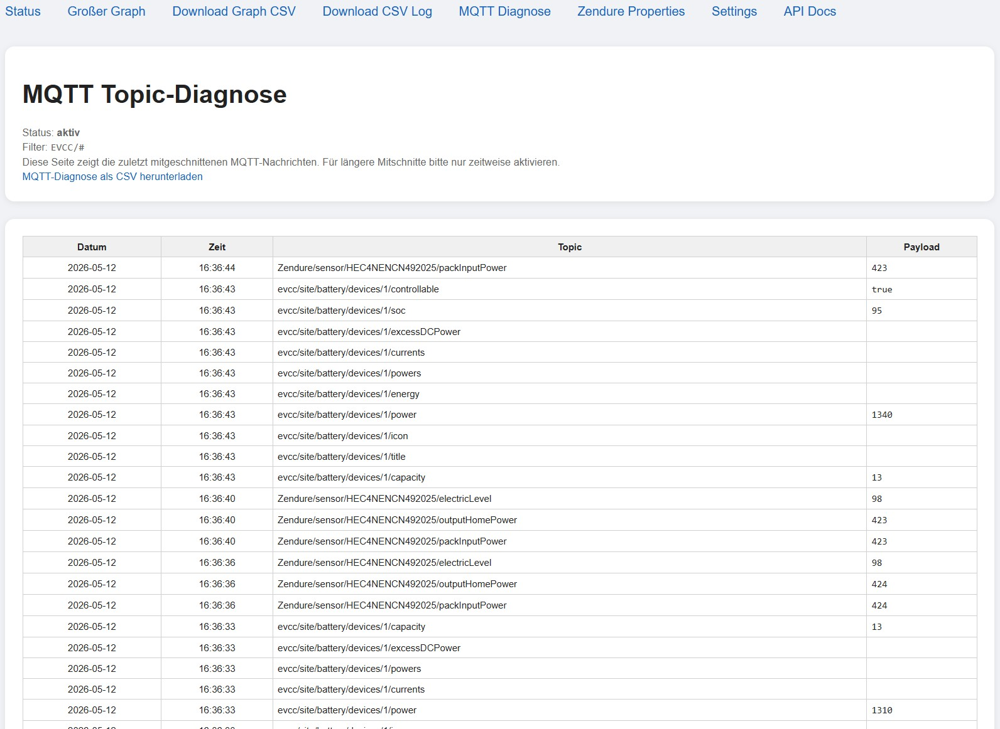 Status Großer Graph Download Graph CSV Download CSV Log MQTT Diagnose Zendure Properties Settings API Docs
MQTT Topic-Diagnose
Status: aktiv
Filter: EVCC/#
Diese Seite zeigt die zuletzt mitgeschnittenen MQTT-Nachrichten. Für längere Mitschnitte bitte nur zeitweise aktivieren.
MQTT-Diagnose als CSV herunterladen
Datum Zeit Topic Payload
2026-05-12 16:36:44 Zendure/sensor/HEC4NENCN492025/packInputPower 423
2026-05-12 16:36:43 evcc/site/battery/devices/1/controllable true
2026-05-12 16:36:43 evcc/site/battery/devices/1/soc 95
2026-05-12 16:36:43 evcc/site/battery/devices/1/excessDCPower
2026-05-12 16:36:43 evcc/site/battery/devices/1/currents
2026-05-12 16:36:43 evcc/site/battery/devices/1/powers
2026-05-12 16:36:43 evcc/site/battery/devices/1/energy
2026-05-12 16:36:43 evcc/site/battery/devices/1/power 1340
2026-05-12 16:36:43 evcc/site/battery/devices/1/icon
2026-05-12 16:36:43 evcc/site/battery/devices/1/title
2026-05-12 16:36:43 evcc/site/battery/devices/1/capacity 13
2026-05-12 16:36:40 Zendure/sensor/HEC4NENCN492025/electricLevel 98
2026-05-12 16:36:40 Zendure/sensor/HEC4NENCN492025/outputHomePower 423
2026-05-12 16:36:40 Zendure/sensor/HEC4NENCN492025/packInputPower 423
2026-05-12 16:36:36 Zendure/sensor/HEC4NENCN492025/electricLevel 98
2026-05-12 16:36:36 Zendure/sensor/HEC4NENCN492025/outputHomePower 424
2026-05-12 16:36:36 Zendure/sensor/HEC4NENCN492025/packInputPower 424
2026-05-12 16:36:33 evcc/site/battery/devices/1/capacity 13
2026-05-12 16:36:33 evcc/site/battery/devices/1/excessDCPower
2026-05-12 16:36:33 evcc/site/battery/devices/1/powers
2026-05-12 16:36:33 evcc/site/battery/devices/1/currents
2026-05-12 16:36:33 evcc/site/battery/devices/1/power 1310